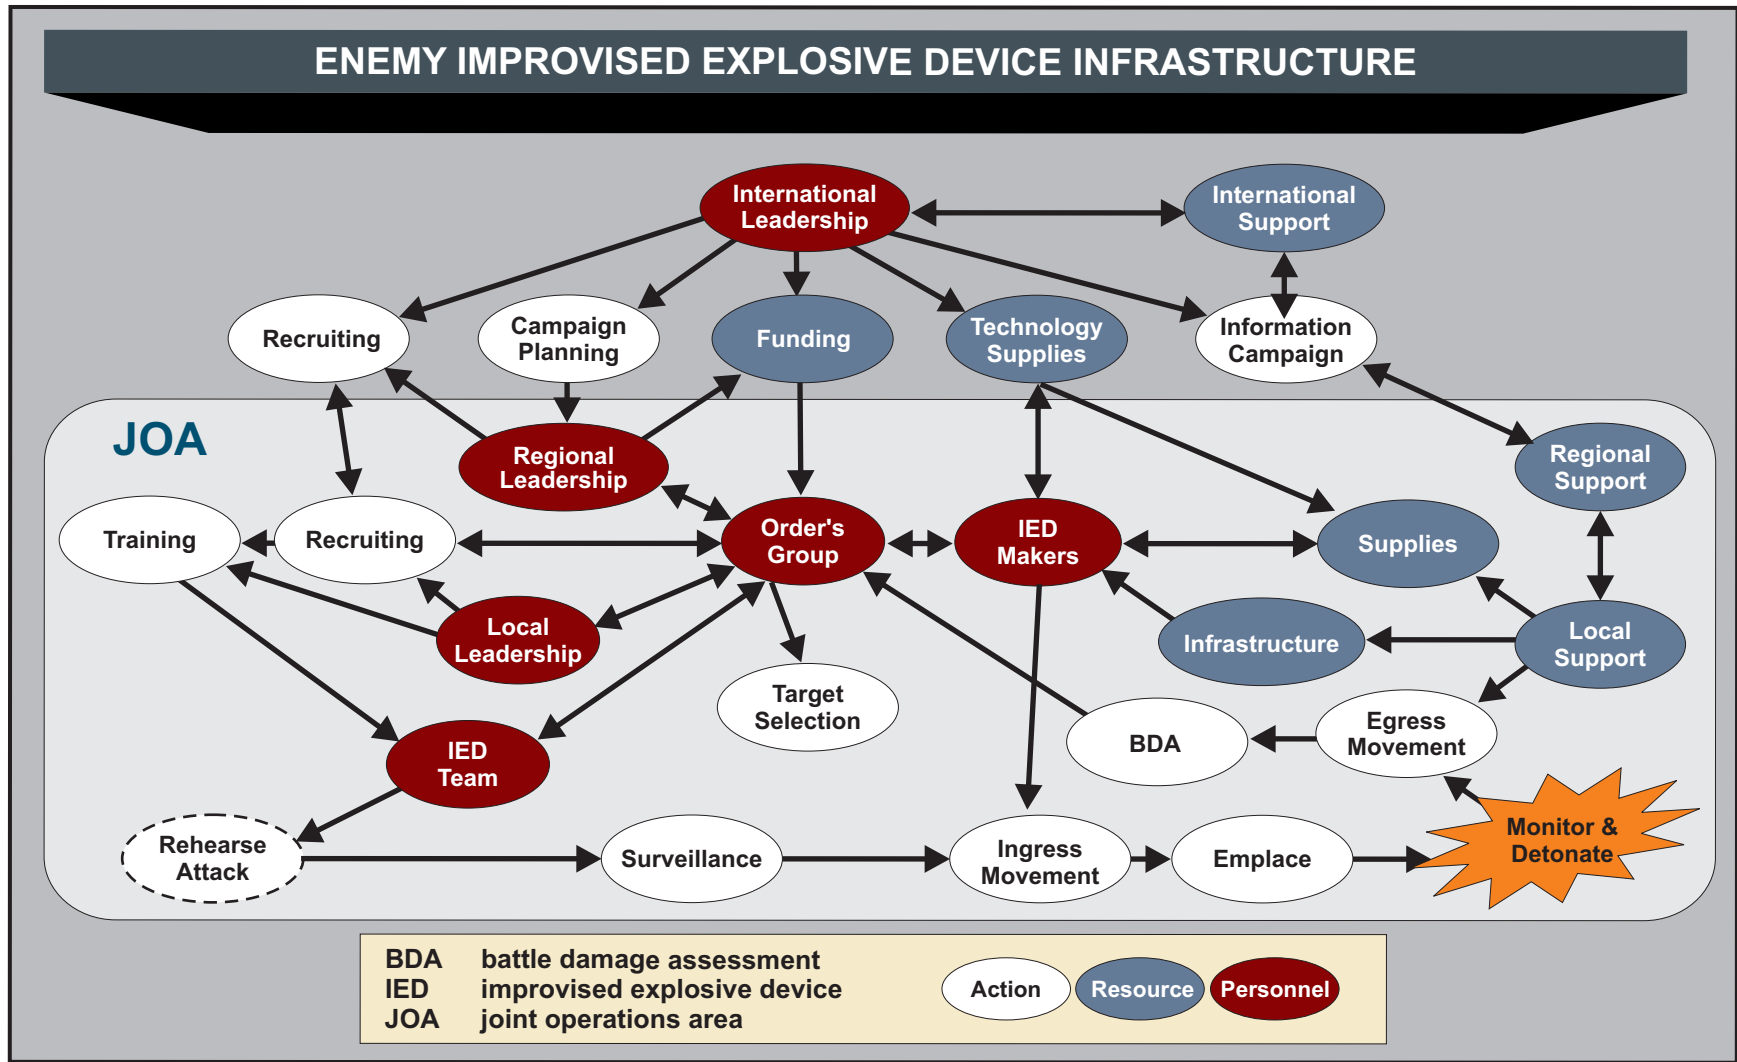 ENEMY IMPROVISED EXPLOSIVE DEVICE INFRASTRUCTURE
International
Leadership
International
Support
Recruiting
Campaign
Planning
Funding
Technology
Supplies
Information
Campaign
JOA
Regional
Leadership
Regional
Support
Training
Recruiting
Order's
Group
IED
Makers
Supplies
Local
Leadership
Infrastructure
Local
Support
Target
Selection
BDA
Egress
Movement
IED
Team
Rehearse
Attack
Surveillance
Ingress
Movement
Emplace
Monitor &
Detonate
BDA battle damage assessment
IED improvised explosive device
JOA joint operations area
Action Resource Personnel